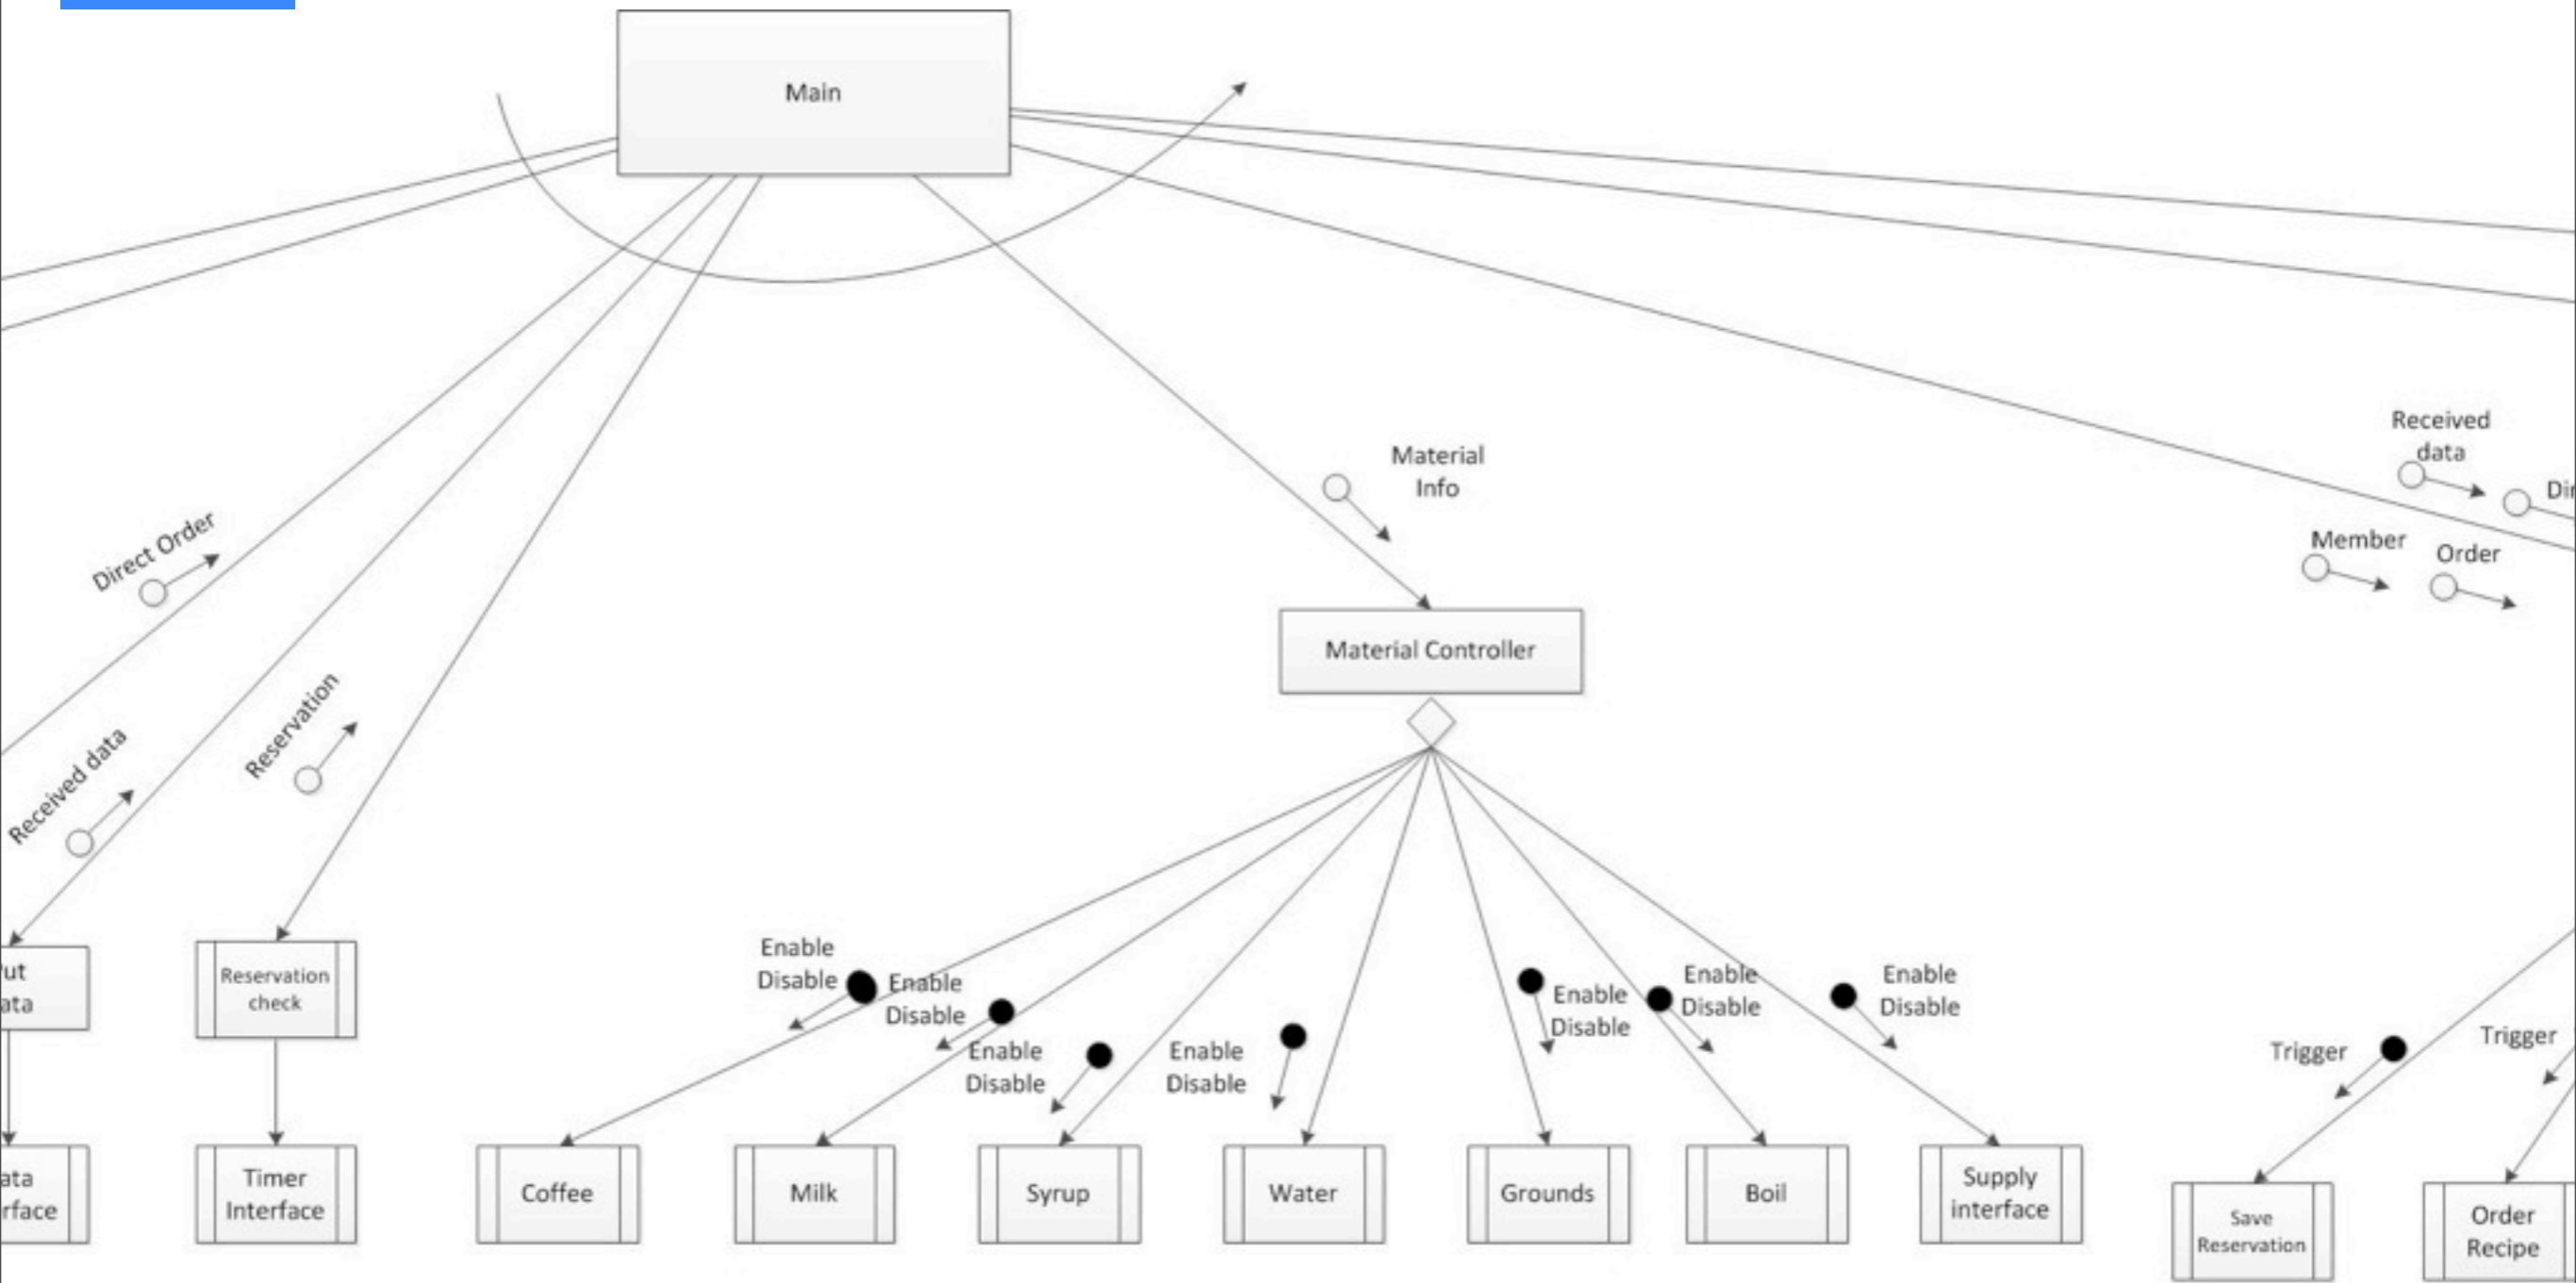 Main
Received
data
Material
Info
Direct Order
Member
Order
Reservation
Material Controller
Received data
Enable
Disable
Enable
Disable
Enable
Disable
Enable
Disable
Enable
Disable
Enable
Disable
Enable
Disable
Trigger
Trigger
Reservation
check
Timer
Interface
Coffee
Milk
Syrup
Water
Grounds
Boil
Supply
interface
Save
Reservation
Order
Recipe